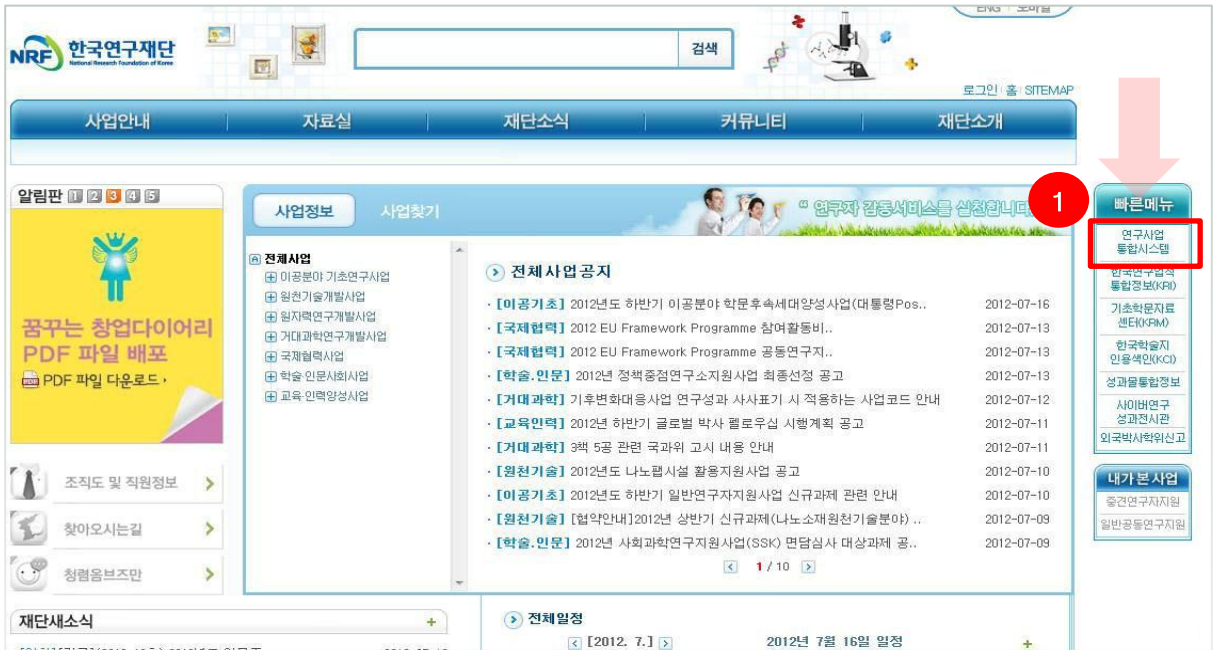 ENG 모바일
NRF 한국연구재단
National Research Foundation of Korea
검색
로그인 홈 SITEMAP
사업안내 자료실 재단소식 커뮤니티 재단소개
알림판 1 2 3 4 5
꿈꾸는 창업다이어리
PDF 파일 배포
PDF 파일 다운로드
조직도 및 직원정보
찾아오시는길
청렴옴브즈만
사업정보 사업찾기
“ 연구자 감동서비스를 실천합니다
전체사업
이공분야 기초연구사업
원천기술개발사업
원자력연구개발사업
거대과학연구개발사업
국제협력사업
학술·인문사회사업
교육·인력양성사업
전체사업공지
· [이공기초] 2012년도 하반기 이공분야 학문후속세대양성사업(대통령Pos.. 2012-07-16
· [국제협력] 2012 EU Framework Programme 참여활동비.. 2012-07-13
· [국제협력] 2012 EU Framework Programme 공동연구지.. 2012-07-13
· [학술.인문] 2012년 정책중점연구소지원사업 최종선정 공고 2012-07-13
· [거대과학] 기후변화대응사업 연구성과 사사표기 시 적용하는 사업코드 안내 2012-07-12
· [교육인력] 2012년 하반기 글로벌 박사 펠로우십 시행계획 공고 2012-07-11
· [거대과학] 3책 5공 관련 국과위 고시 내용 안내 2012-07-11
· [원천기술] 2012년도 나노팹시설 활용지원사업 공고 2012-07-10
· [이공기초] 2012년도 하반기 일반연구자지원사업 신규과제 관련 안내 2012-07-10
· [원천기술] [협약안내]2012년 상반기 신규과제(나노소재원천기술분야) .. 2012-07-09
· [학술.인문] 2012년 사회과학연구지원사업(SSK) 면담심사 대상과제 공.. 2012-07-09
1 / 10
1
빠른메뉴
연구사업
통합시스템
한국연구업적
통합정보(KRI)
기초학문자료
센터(KRM)
한국학술지
인용색인(KCI)
성과물통합정보
사이버연구
성과전시관
외국박사학위신고
내가 본 사업
중견연구자지원
일반공동연구지원
재단새소식 +
전체일정
[2012. 7.] 2012년 7월 16일 일정 +